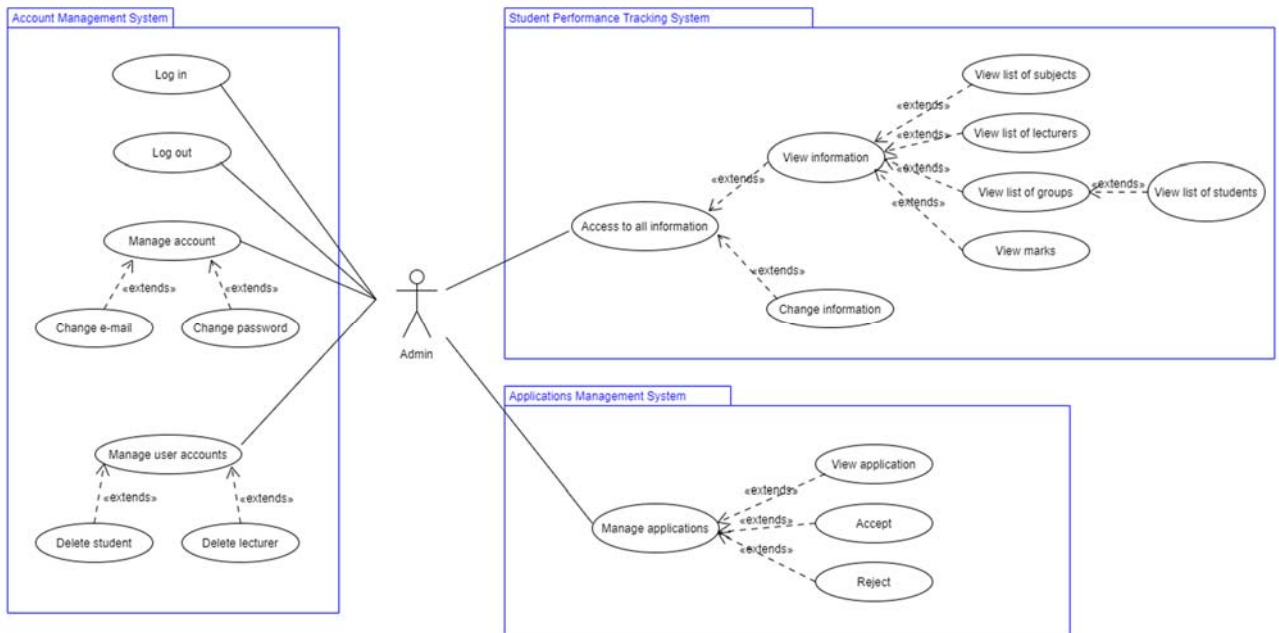 Account Management System
Log in
Log out
Manage account
«extends»
«extends»
Change e-mail
Change password
Manage user accounts
«extends»
«extends»
Delete student
Delete lecturer
Admin
Student Performance Tracking System
View list of subjects
«extends»
View list of lecturers
«extends»
View information
«extends»
View list of groups
«extends»
View list of students
«extends»
«extends»
Access to all information
View marks
«extends»
Change information
Applications Management System
View application
«extends»
Manage applications
«extends»
Accept
«extends»
Reject